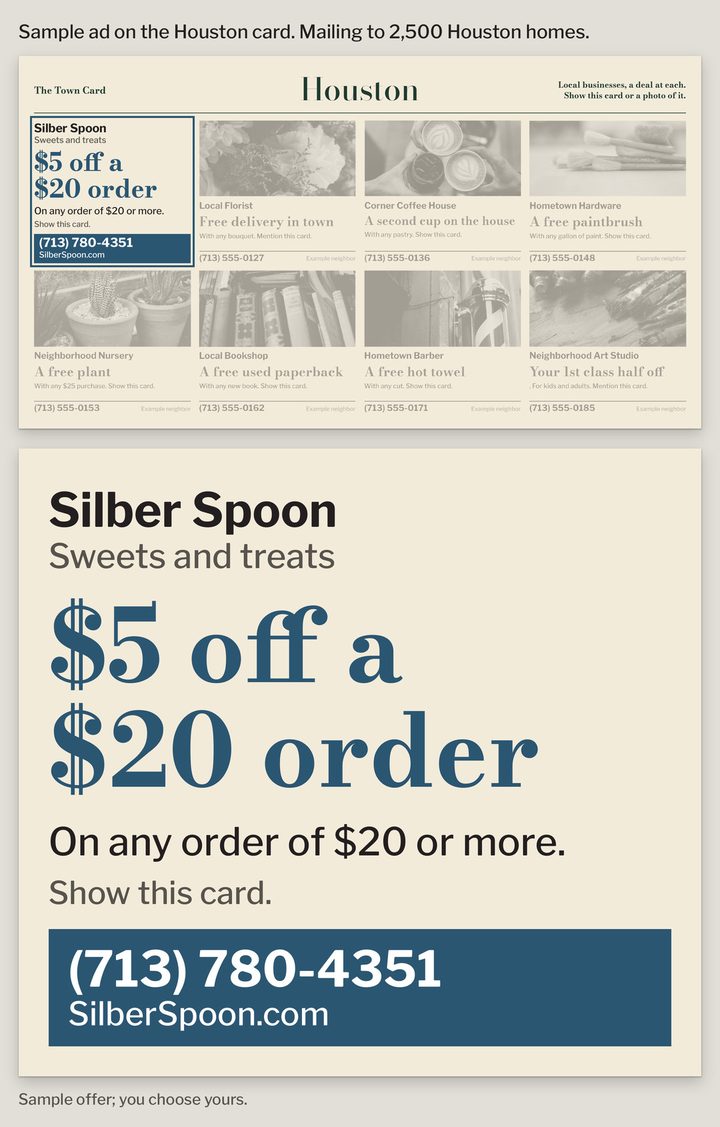 Sample ad on the Houston card. Mailing to 2,500 Houston homes.
The Town Card
Houston
Local businesses, a deal at each.
Show this card or a photo of it.
Silber Spoon
Sweets and treats
$5 off a
$20 order
On any order of $20 or more.
Show this card.
(713) 780-4351
SilberSpoon.com
Local Florist
Free delivery in town
With any bouquet. Mention this card.
(713) 555-0127
Example neighbor
Corner Coffee House
A second cup on the house
With any pastry. Show this card.
(713) 555-0136
Example neighbor
Hometown Hardware
A free paintbrush
With any gallon of paint. Show this card.
(713) 555-0148
Example neighbor
Neighborhood Nursery
A free plant
With any $25 purchase. Show this card.
(713) 555-0153
Example neighbor
Local Bookshop
A free used paperback
With any new book. Show this card.
(713) 555-0162
Example neighbor
Hometown Barber
A free hot towel
With any cut. Show this card.
(713) 555-0171
Example neighbor
Neighborhood Art Studio
Your 1st class half off
For kids and adults. Mention this card.
(713) 555-0185
Example neighbor
Silber Spoon
Sweets and treats
$5 off a
$20 order
On any order of $20 or more.
Show this card.
(713) 780-4351
SilberSpoon.com
Sample offer; you choose yours.